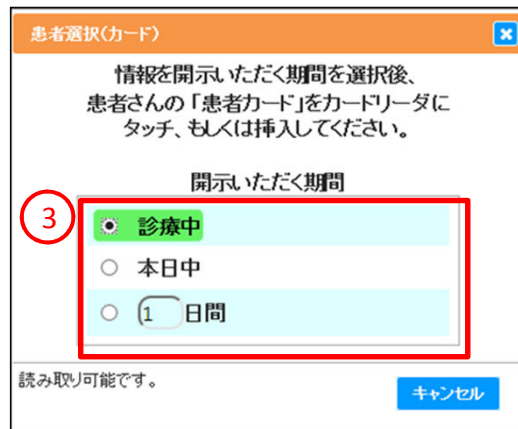 患者選択(カード)
情報を開示いただく期間を選択後、
患者さんの「患者カード」をカードリーダに
タッチ、もしくは挿入してください。
開示いただく期間
3
診療中
本日中
1 日間
読み取り可能です。
キャンセル